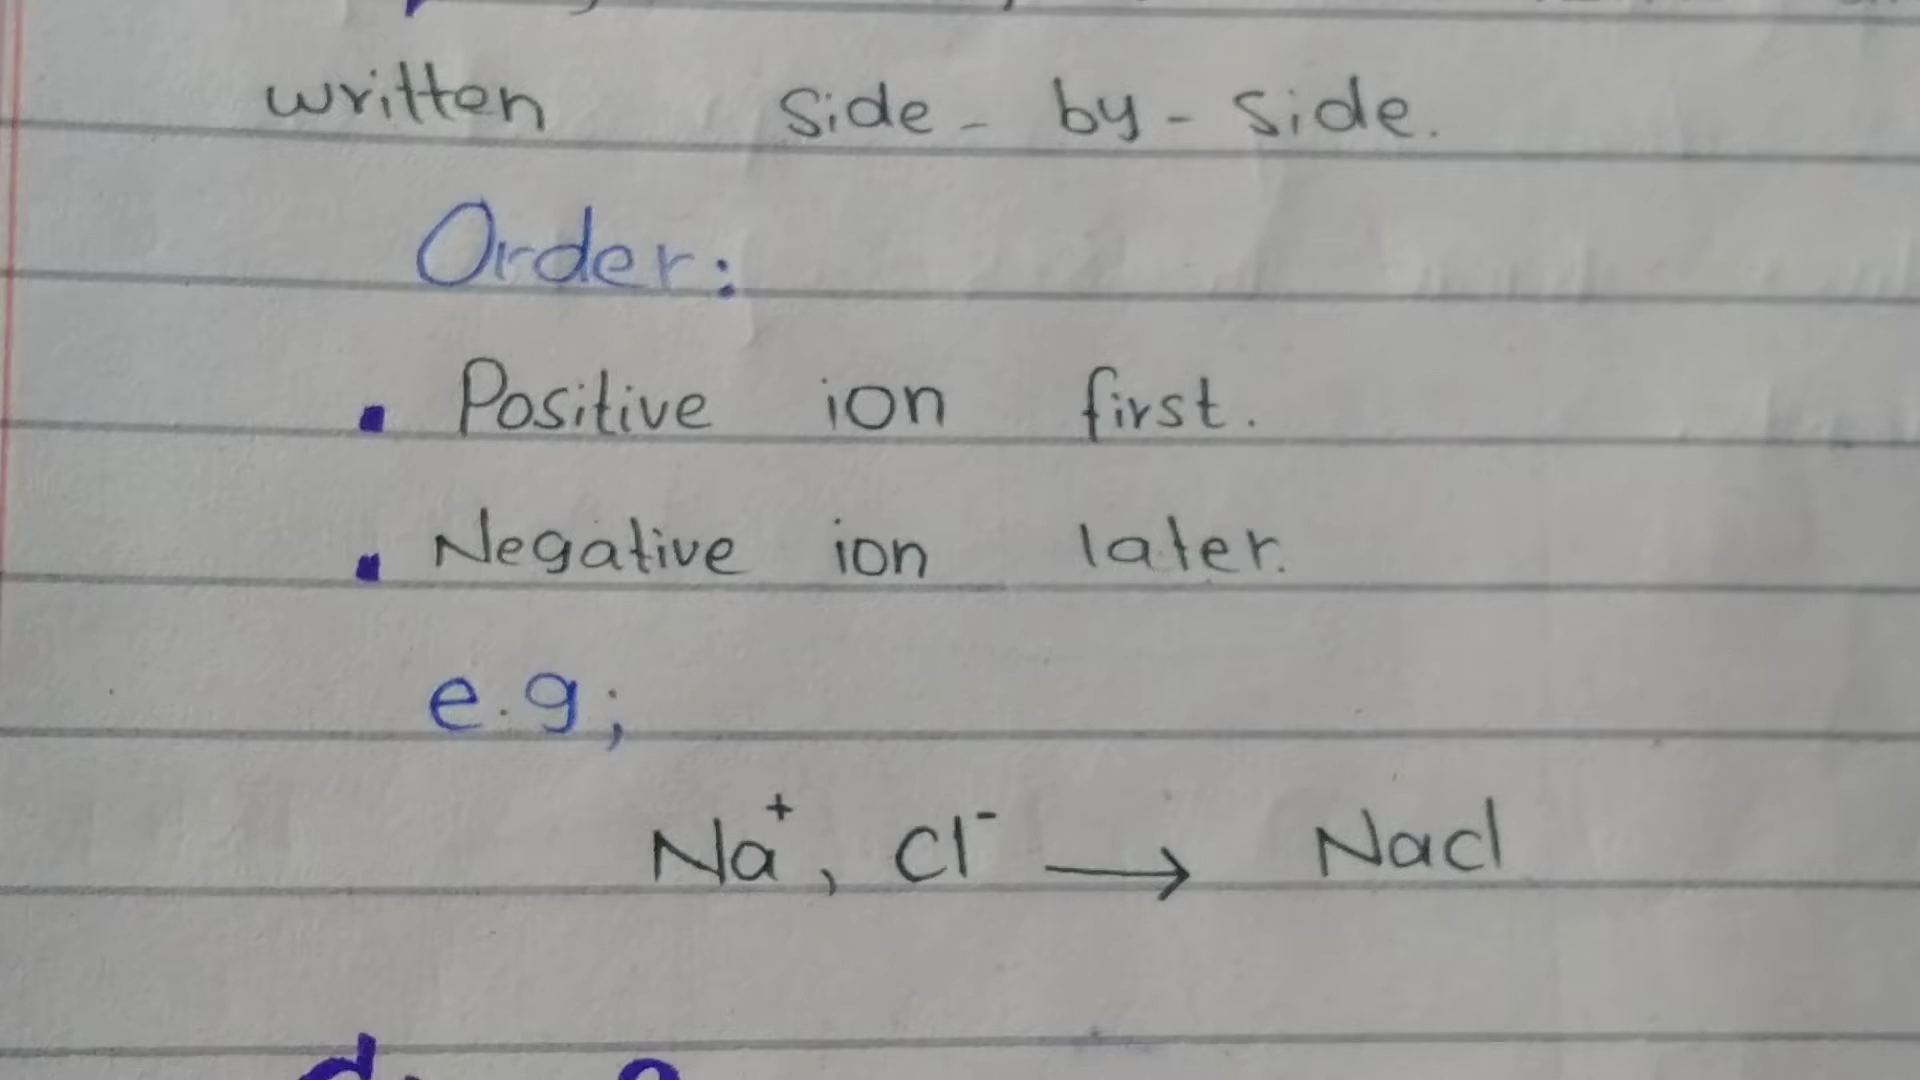 written side-by-side.
Order:
▪ Positive ion first.
▪ Negative ion later.
e.g;
Na⁺, Cl⁻ → Nacl